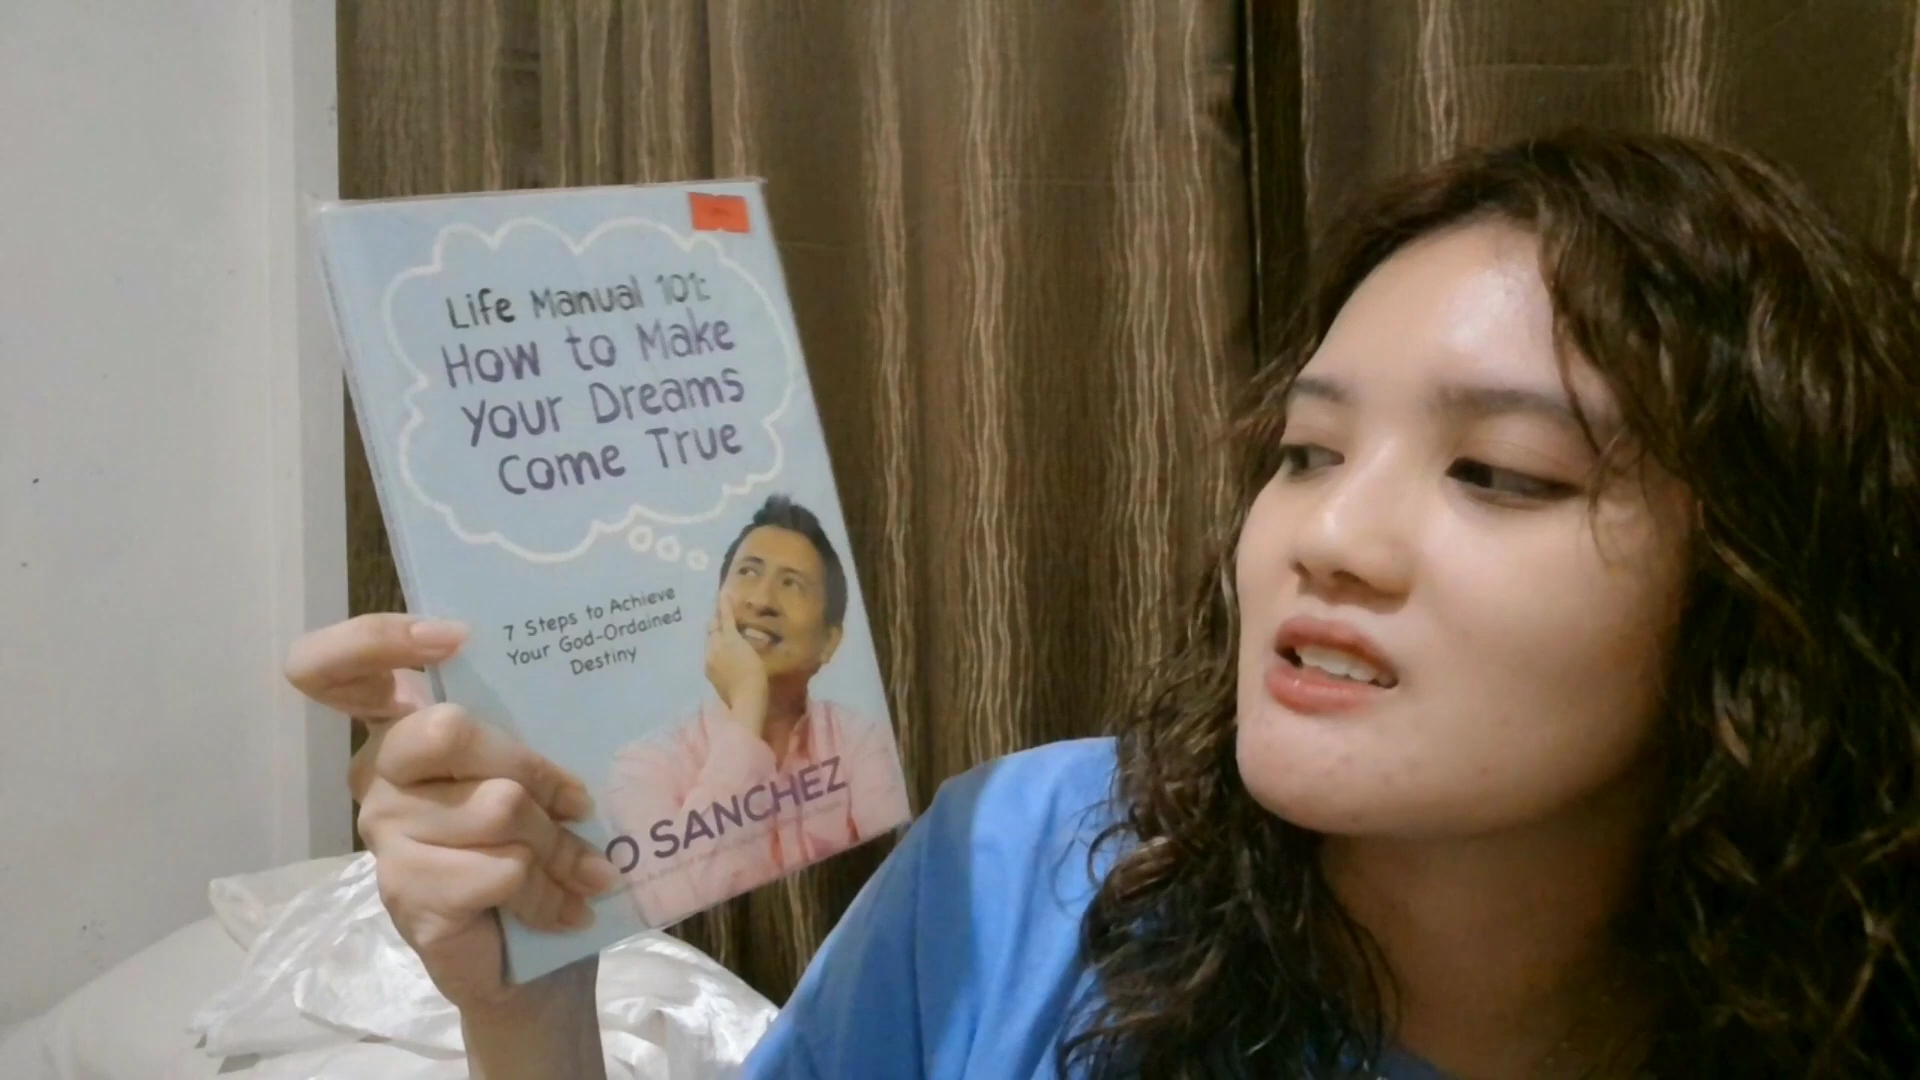 Life Manual 101:
How to Make
your Dreams
Come True
7 Steps to Achieve
Your God-Ordained
Destiny
O SANCHEZ